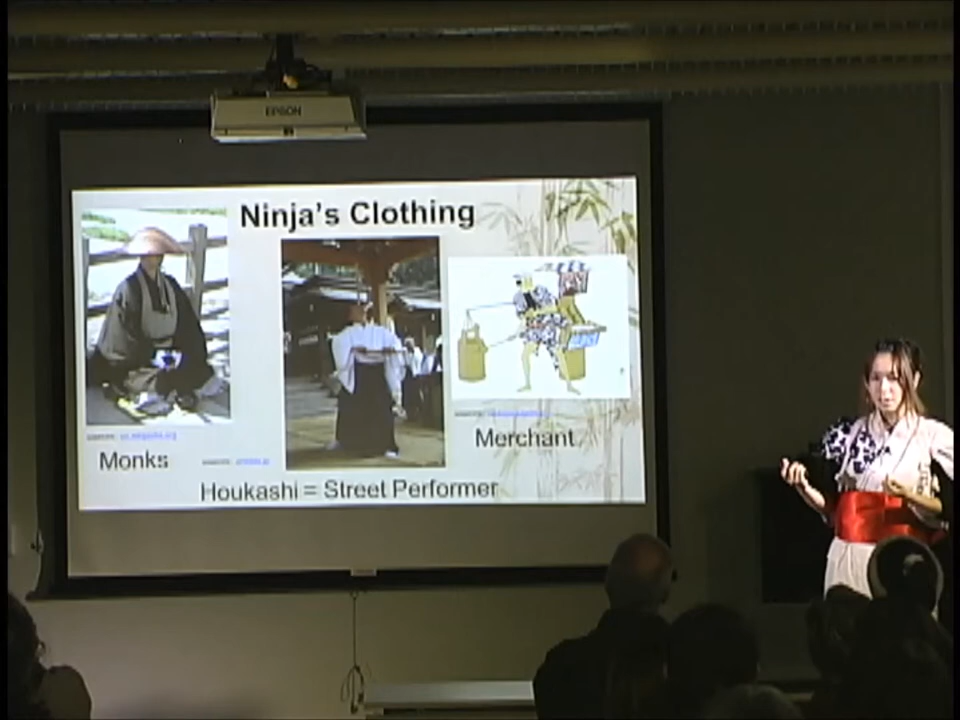 EPSON
Ninja's Clothing
Monks
Merchant
Houkashi = Street Performer